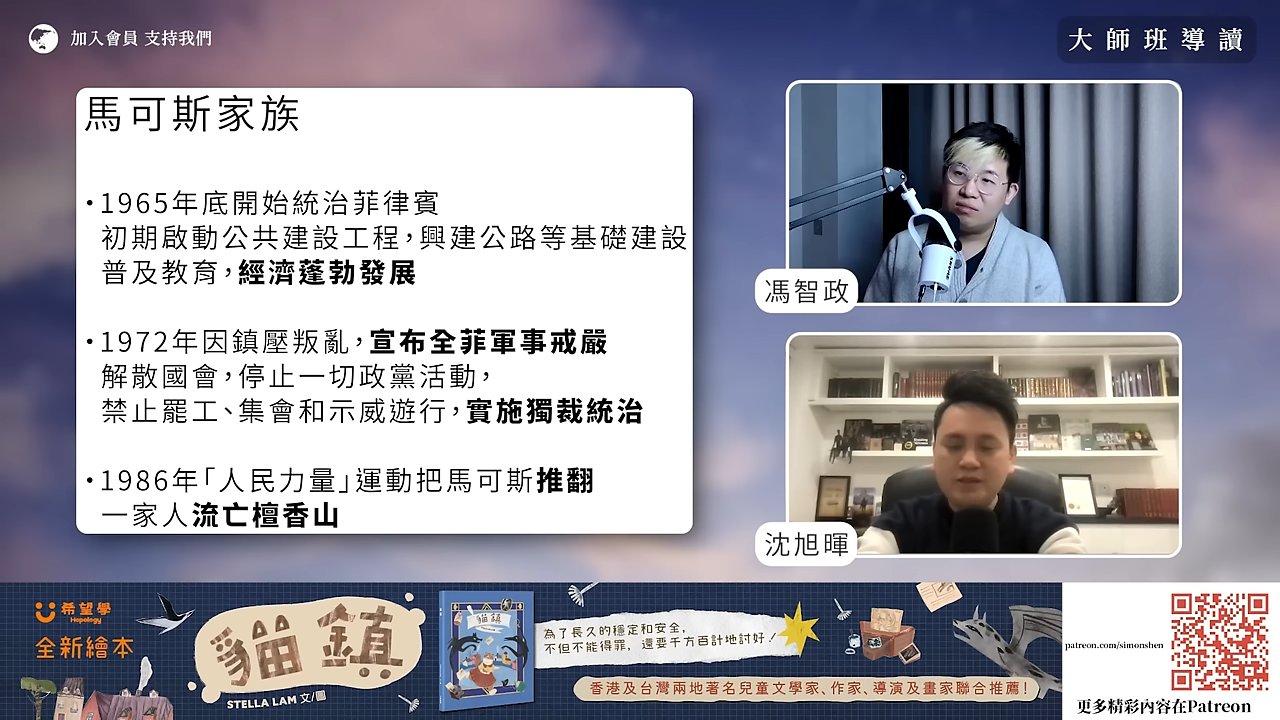 加入會員 支持我們
大師班導讀
馬可斯家族
•1965年底開始統治菲律賓
初期啟動公共建設工程，興建公路等基礎建設
普及教育，經濟蓬勃發展
•1972年因鎮壓叛亂，宣布全菲軍事戒嚴
解散國會，停止一切政黨活動，
禁止罷工、集會和示威遊行，實施獨裁統治
•1986年「人民力量」運動把馬可斯推翻
一家人流亡檀香山
馮智政
沈旭暉
希望學
Hopology
全新繪本
貓鎮
STELLA LAM 文/圖
貓鎮
為了長久的穩定和安全，
不但不能得罪，還要千方百計地討好！
香港及台灣兩地著名兒童文學家、作家、導演及畫家聯合推薦！
patreon.com/simonshen
更多精彩內容在Patreon